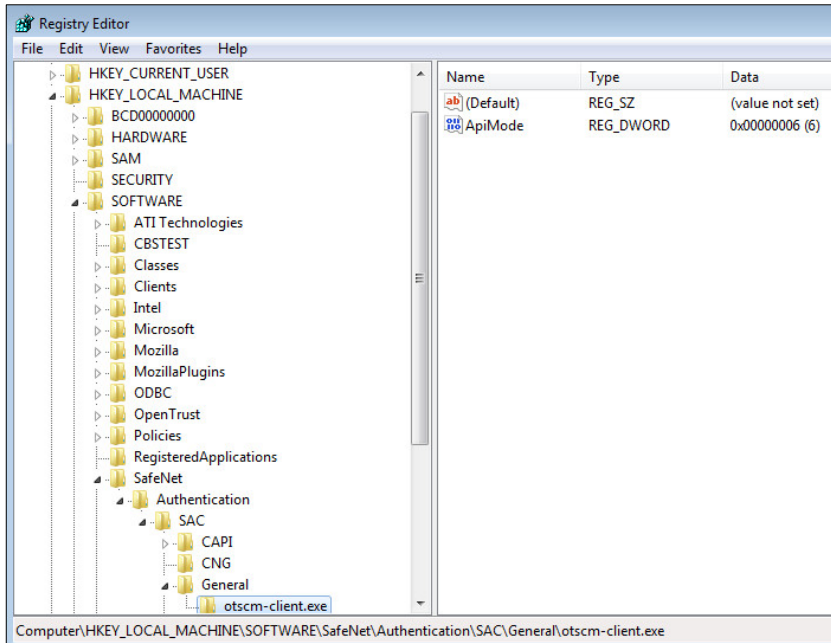 Registry Editor
File Edit View Favorites Help
HKEY_CURRENT_USER
HKEY_LOCAL_MACHINE
BCD00000000
HARDWARE
SAM
SECURITY
SOFTWARE
ATI Technologies
CBSTEST
Classes
Clients
Intel
Microsoft
Mozilla
MozillaPlugins
ODBC
OpenTrust
Policies
RegisteredApplications
SafeNet
Authentication
SAC
CAPI
CNG
General
otscm-client.exe
Name Type Data
ab (Default) REG_SZ (value not set)
ApiMode REG_DWORD 0x00000006 (6)
Computer\HKEY_LOCAL_MACHINE\SOFTWARE\SafeNet\Authentication\SAC\General\otscm-client.exe